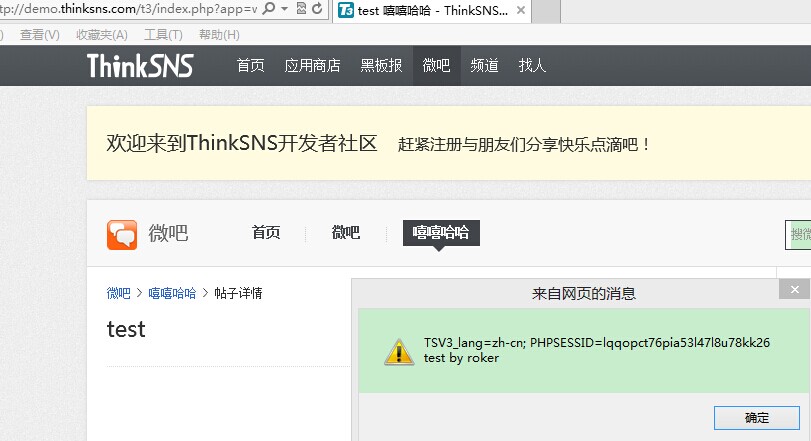 tp://demo.thinksns.com/t3/index.php?app=v
T3 test 嘻嘻哈哈 - ThinkSNS...
) 查看(V) 收藏夹(A) 工具(T) 帮助(H)
ThinkSNS 首页 应用商店 黑板报 微吧 频道 找人
欢迎来到ThinkSNS开发者社区 赶紧注册与朋友们分享快乐点滴吧！
微吧 首页 微吧 嘻嘻哈哈 搜微
微吧 > 嘻嘻哈哈 > 帖子详情
test
来自网页的消息
TSV3_lang=zh-cn; PHPSESSID=lqqopct76pia53l47l8u78kk26
test by roker
确定